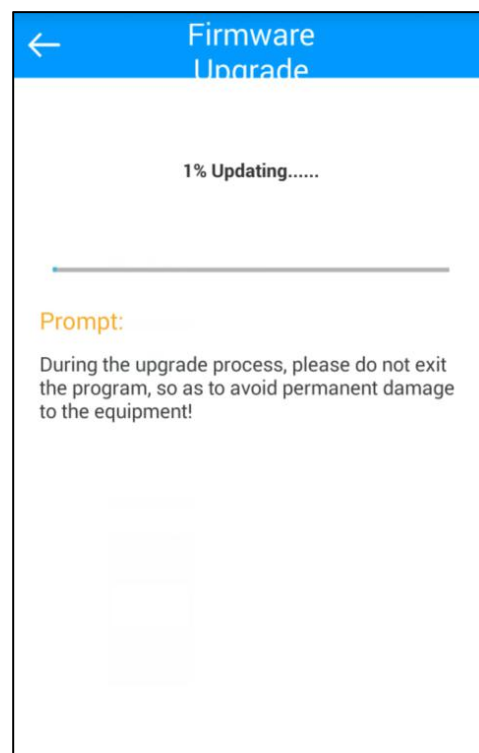 Firmware
Upgrade
1% Updating......
Prompt:
During the upgrade process, please do not exit
the program, so as to avoid permanent damage
to the equipment!